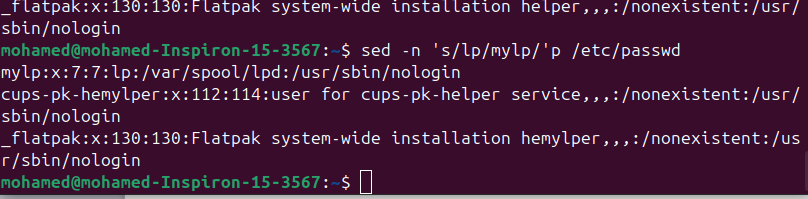 _flatpak:x:130:130:Flatpak system-wide installation helper,,,:/nonexistent:/usr/
sbin/nologin
mohamed@mohamed-Inspiron-15-3567:~$ sed -n 's/lp/mylp/'p /etc/passwd
mylp:x:7:7:lp:/var/spool/lpd:/usr/sbin/nologin
cups-pk-hemylper:x:112:114:user for cups-pk-helper service,,,:/nonexistent:/usr/
sbin/nologin
_flatpak:x:130:130:Flatpak system-wide installation hemylper,,,:/nonexistent:/us
r/sbin/nologin
mohamed@mohamed-Inspiron-15-3567:~$